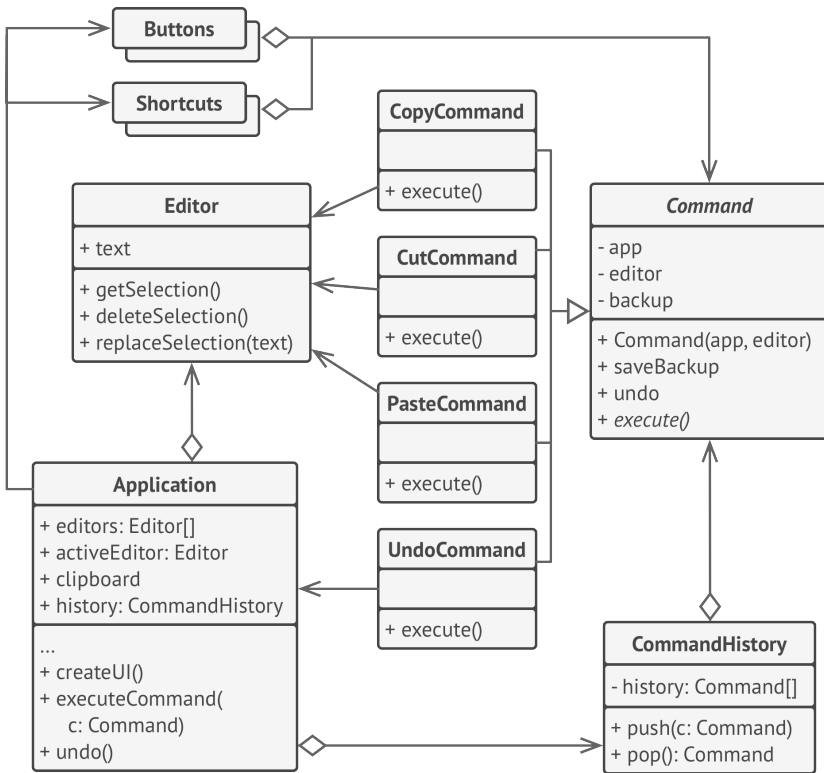 Buttons
Shortcuts
CopyCommand
+ execute()
Editor
+ text
+ getSelection()
+ deleteSelection()
+ replaceSelection(text)
CutCommand
+ execute()
Command
- app
- editor
- backup
+ Command(app, editor)
+ saveBackup
+ undo
+ execute()
PasteCommand
+ execute()
Application
+ editors: Editor[]
+ activeEditor: Editor
+ clipboard
+ history: CommandHistory
...
+ createUI()
+ executeCommand(
c: Command)
+ undo()
UndoCommand
+ execute()
CommandHistory
- history: Command[]
+ push(c: Command)
+ pop(): Command